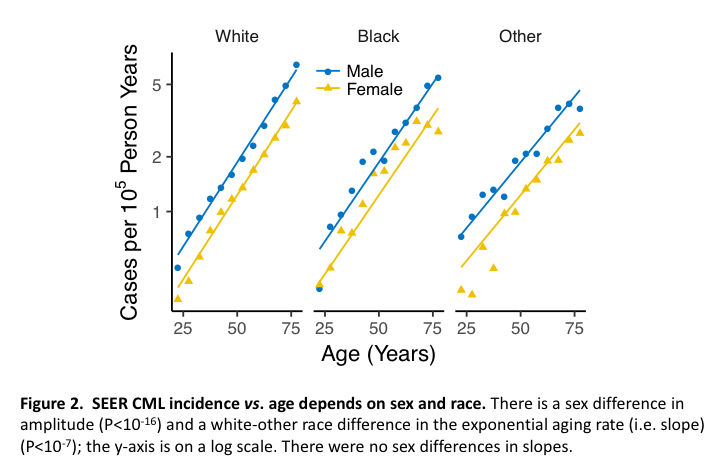 White Black Other
Cases per 10⁵ Person Years
5
2
1
Male
Female
25 50 75 25 50 75 25 50 75
Age (Years)
Figure 2. SEER CML incidence vs. age depends on sex and race. There is a sex difference in
amplitude (P<10⁻¹⁶) and a white-other race difference in the exponential aging rate (i.e. slope)
(P<10⁻⁷); the y-axis is on a log scale. There were no sex differences in slopes.